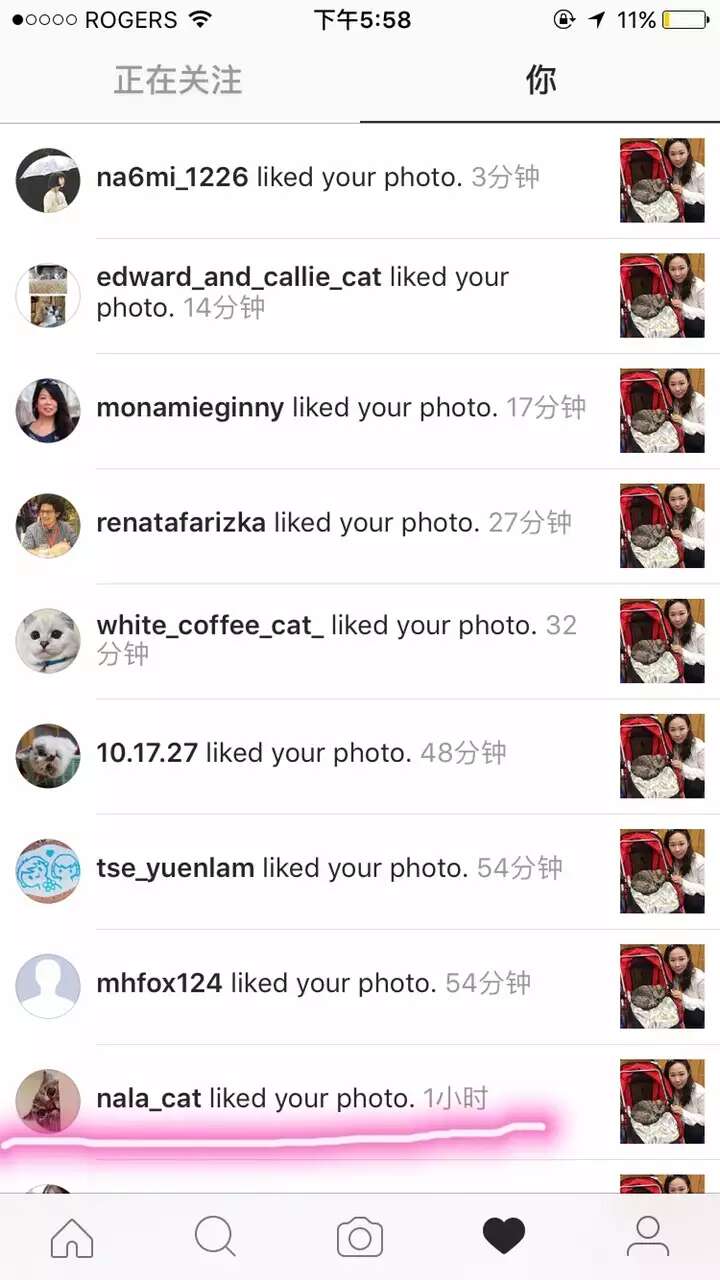 ROGERS 下午5:58 11%
正在关注 你
na6mi_1226 liked your photo. 3分钟
edward_and_callie_cat liked your
photo. 14分钟
monamieginny liked your photo. 17分钟
renatafarizka liked your photo. 27分钟
white_coffee_cat_ liked your photo. 32
分钟
10.17.27 liked your photo. 48分钟
tse_yuenlam liked your photo. 54分钟
mhfox124 liked your photo. 54分钟
nala_cat liked your photo. 1小时